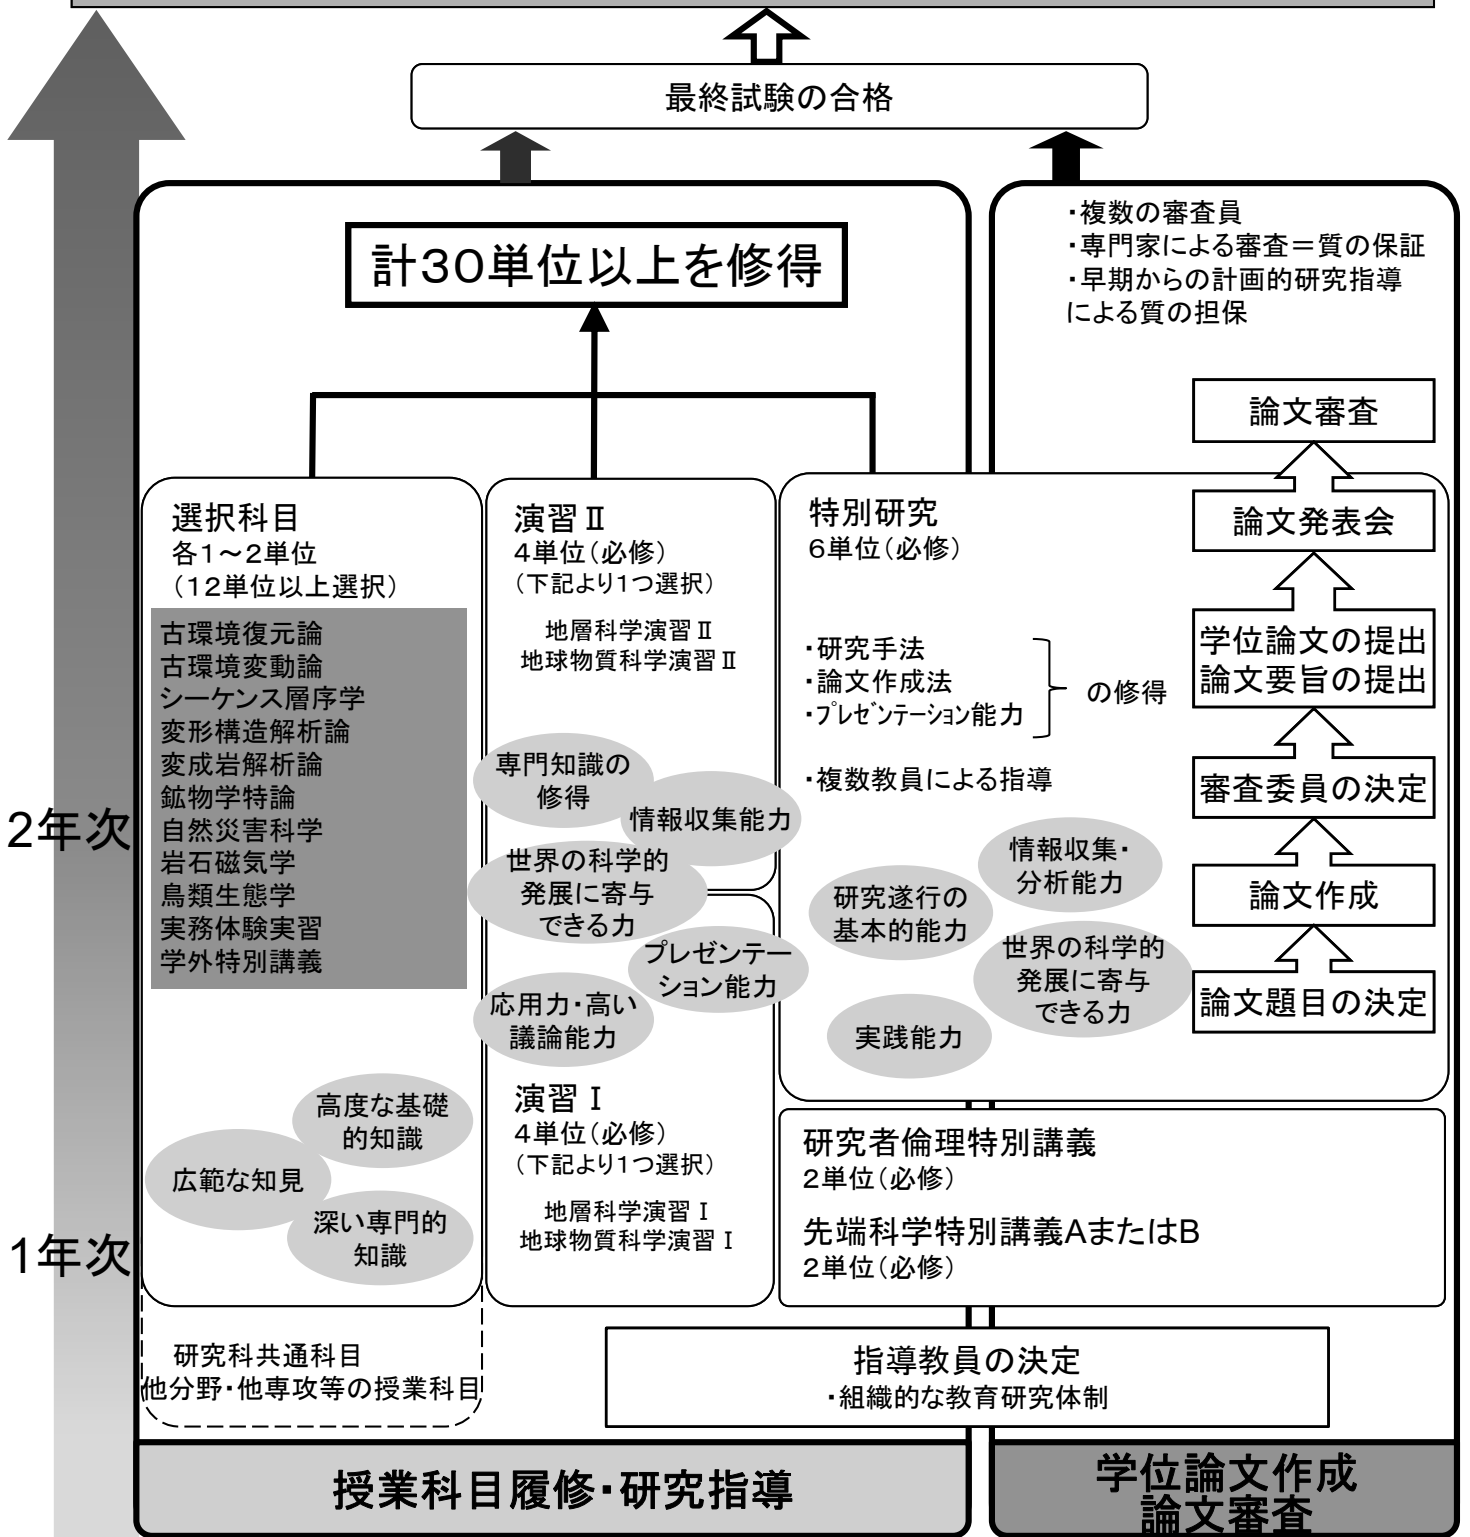 最終試験の合格
計30単位以上を修得
・複数の審査員
・専門家による審査＝質の保証
・早期からの計画的研究指導
による質の担保
論文審査
論文発表会
学位論文の提出
論文要旨の提出
審査委員の決定
論文作成
論文題目の決定
選択科目
各1～2単位
（12単位以上選択）
古環境復元論
古環境変動論
シーケンス層序学
変形構造解析論
変成岩解析論
鉱物学特論
自然災害科学
岩石磁気学
鳥類生態学
実務体験実習
学外特別講義
高度な基礎
的知識
広範な知見
深い専門的
知識
研究科共通科目
他分野・他専攻等の授業科目
演習Ⅱ
4単位（必修）
（下記より1つ選択）
地層科学演習Ⅱ
地球物質科学演習Ⅱ
専門知識の
修得
情報収集能力
世界の科学的
発展に寄与
できる力
プレゼンテー
ション能力
応用力・高い
議論能力
演習Ⅰ
4単位（必修）
（下記より1つ選択）
地層科学演習Ⅰ
地球物質科学演習Ⅰ
特別研究
6単位（必修）
・研究手法
・論文作成法
・プレゼンテーション能力
の修得
・複数教員による指導
情報収集・
分析能力
研究遂行の
基本的能力
世界の科学的
発展に寄与
できる力
実践能力
研究者倫理特別講義
2単位（必修）
先端科学特別講義AまたはB
2単位（必修）
指導教員の決定
・組織的な教育研究体制
2年次
1年次
授業科目履修・研究指導
学位論文作成
論文審査